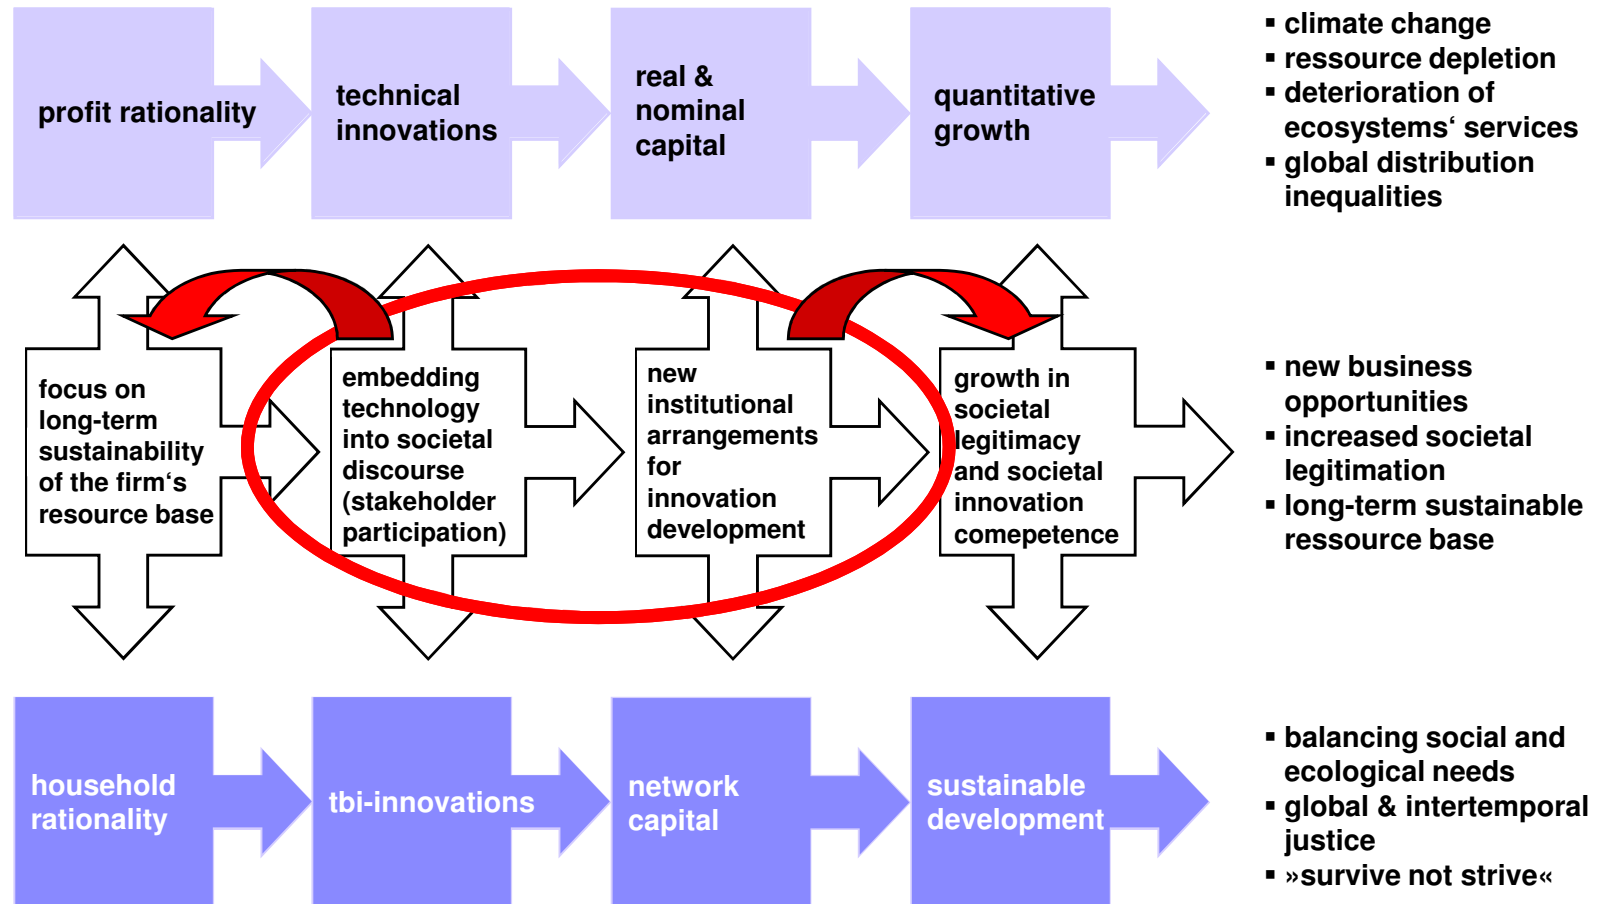 profit rationality
technical
innovations
real &
nominal
capital
quantitative
growth
▪ climate change
▪ ressource depletion
▪ deterioration of
ecosystems‘ services
▪ global distribution
inequalities
focus on
long-term
sustainability
of the firm‘s
resource base
embedding
technology
into societal
discourse
(stakeholder
participation)
new
institutional
arrangements
for
innovation
development
growth in
societal
legitimacy
and societal
innovation
comepetence
▪ new business
opportunities
▪ increased societal
legitimation
▪ long-term sustainable
ressource base
household
rationality
tbi-innovations
network
capital
sustainable
development
▪ balancing social and
ecological needs
▪ global & intertemporal
justice
▪ »survive not strive«